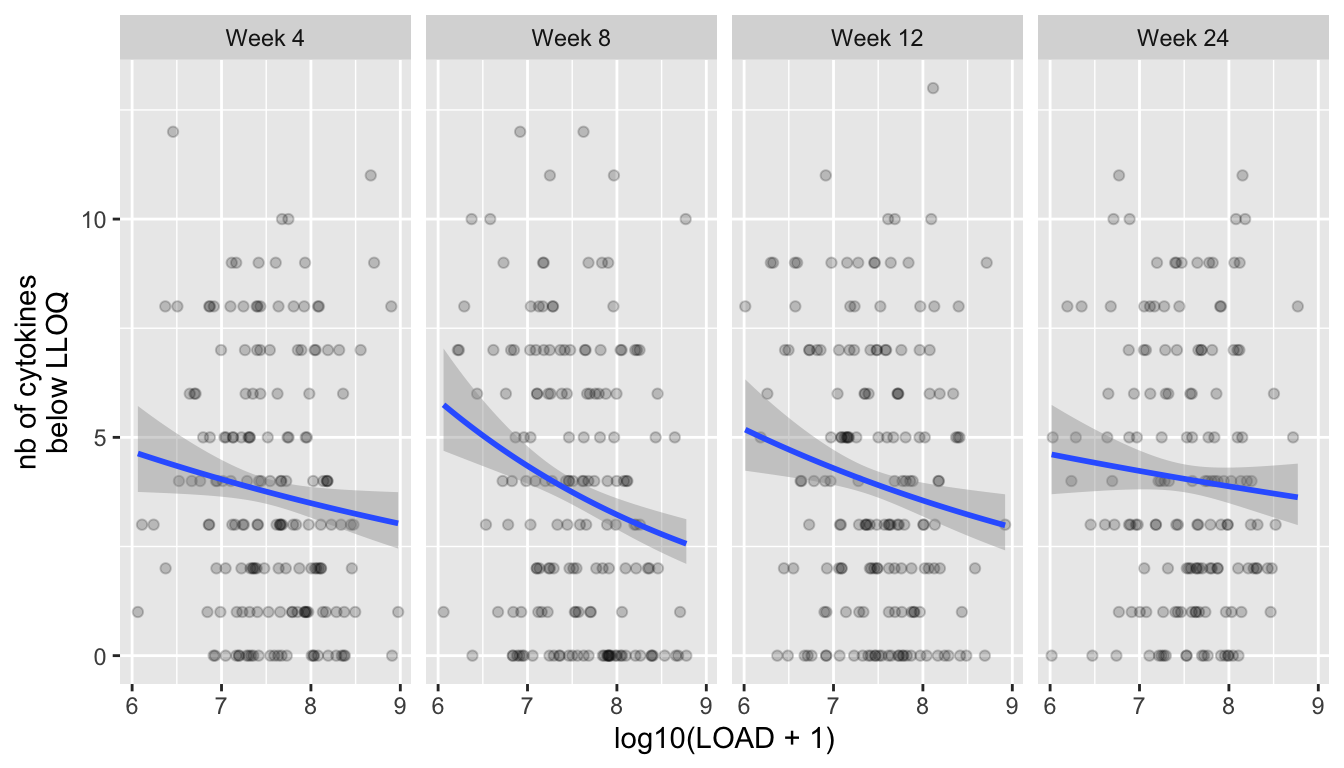 Week 4
Week 8
Week 12
Week 24
nb of cytokines
below LLOQ
10
5
0
6 7 8 9
6 7 8 9
6 7 8 9
6 7 8 9
log10(LOAD + 1)